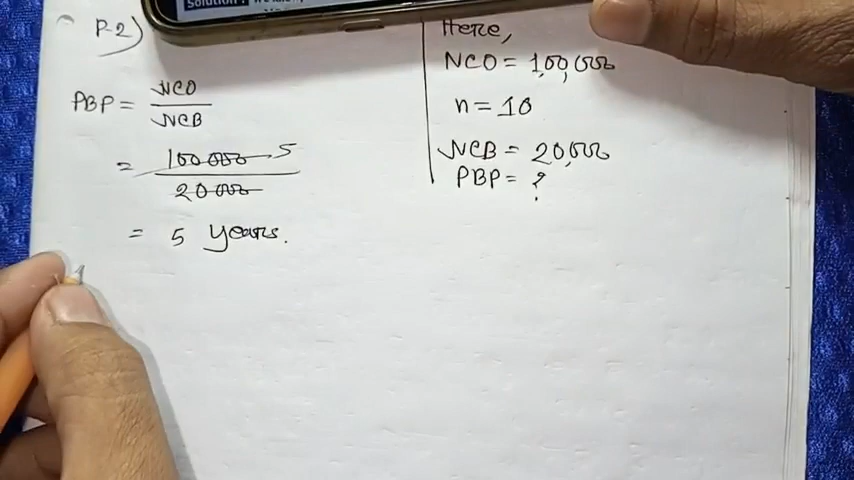 Solution :
P-2)
PBP = NCO / NCB
= 100000 5 / 20000
= 5 years.
Here,
NCO = 1,00,000
n = 10
NCB = 20,000
PBP = ?